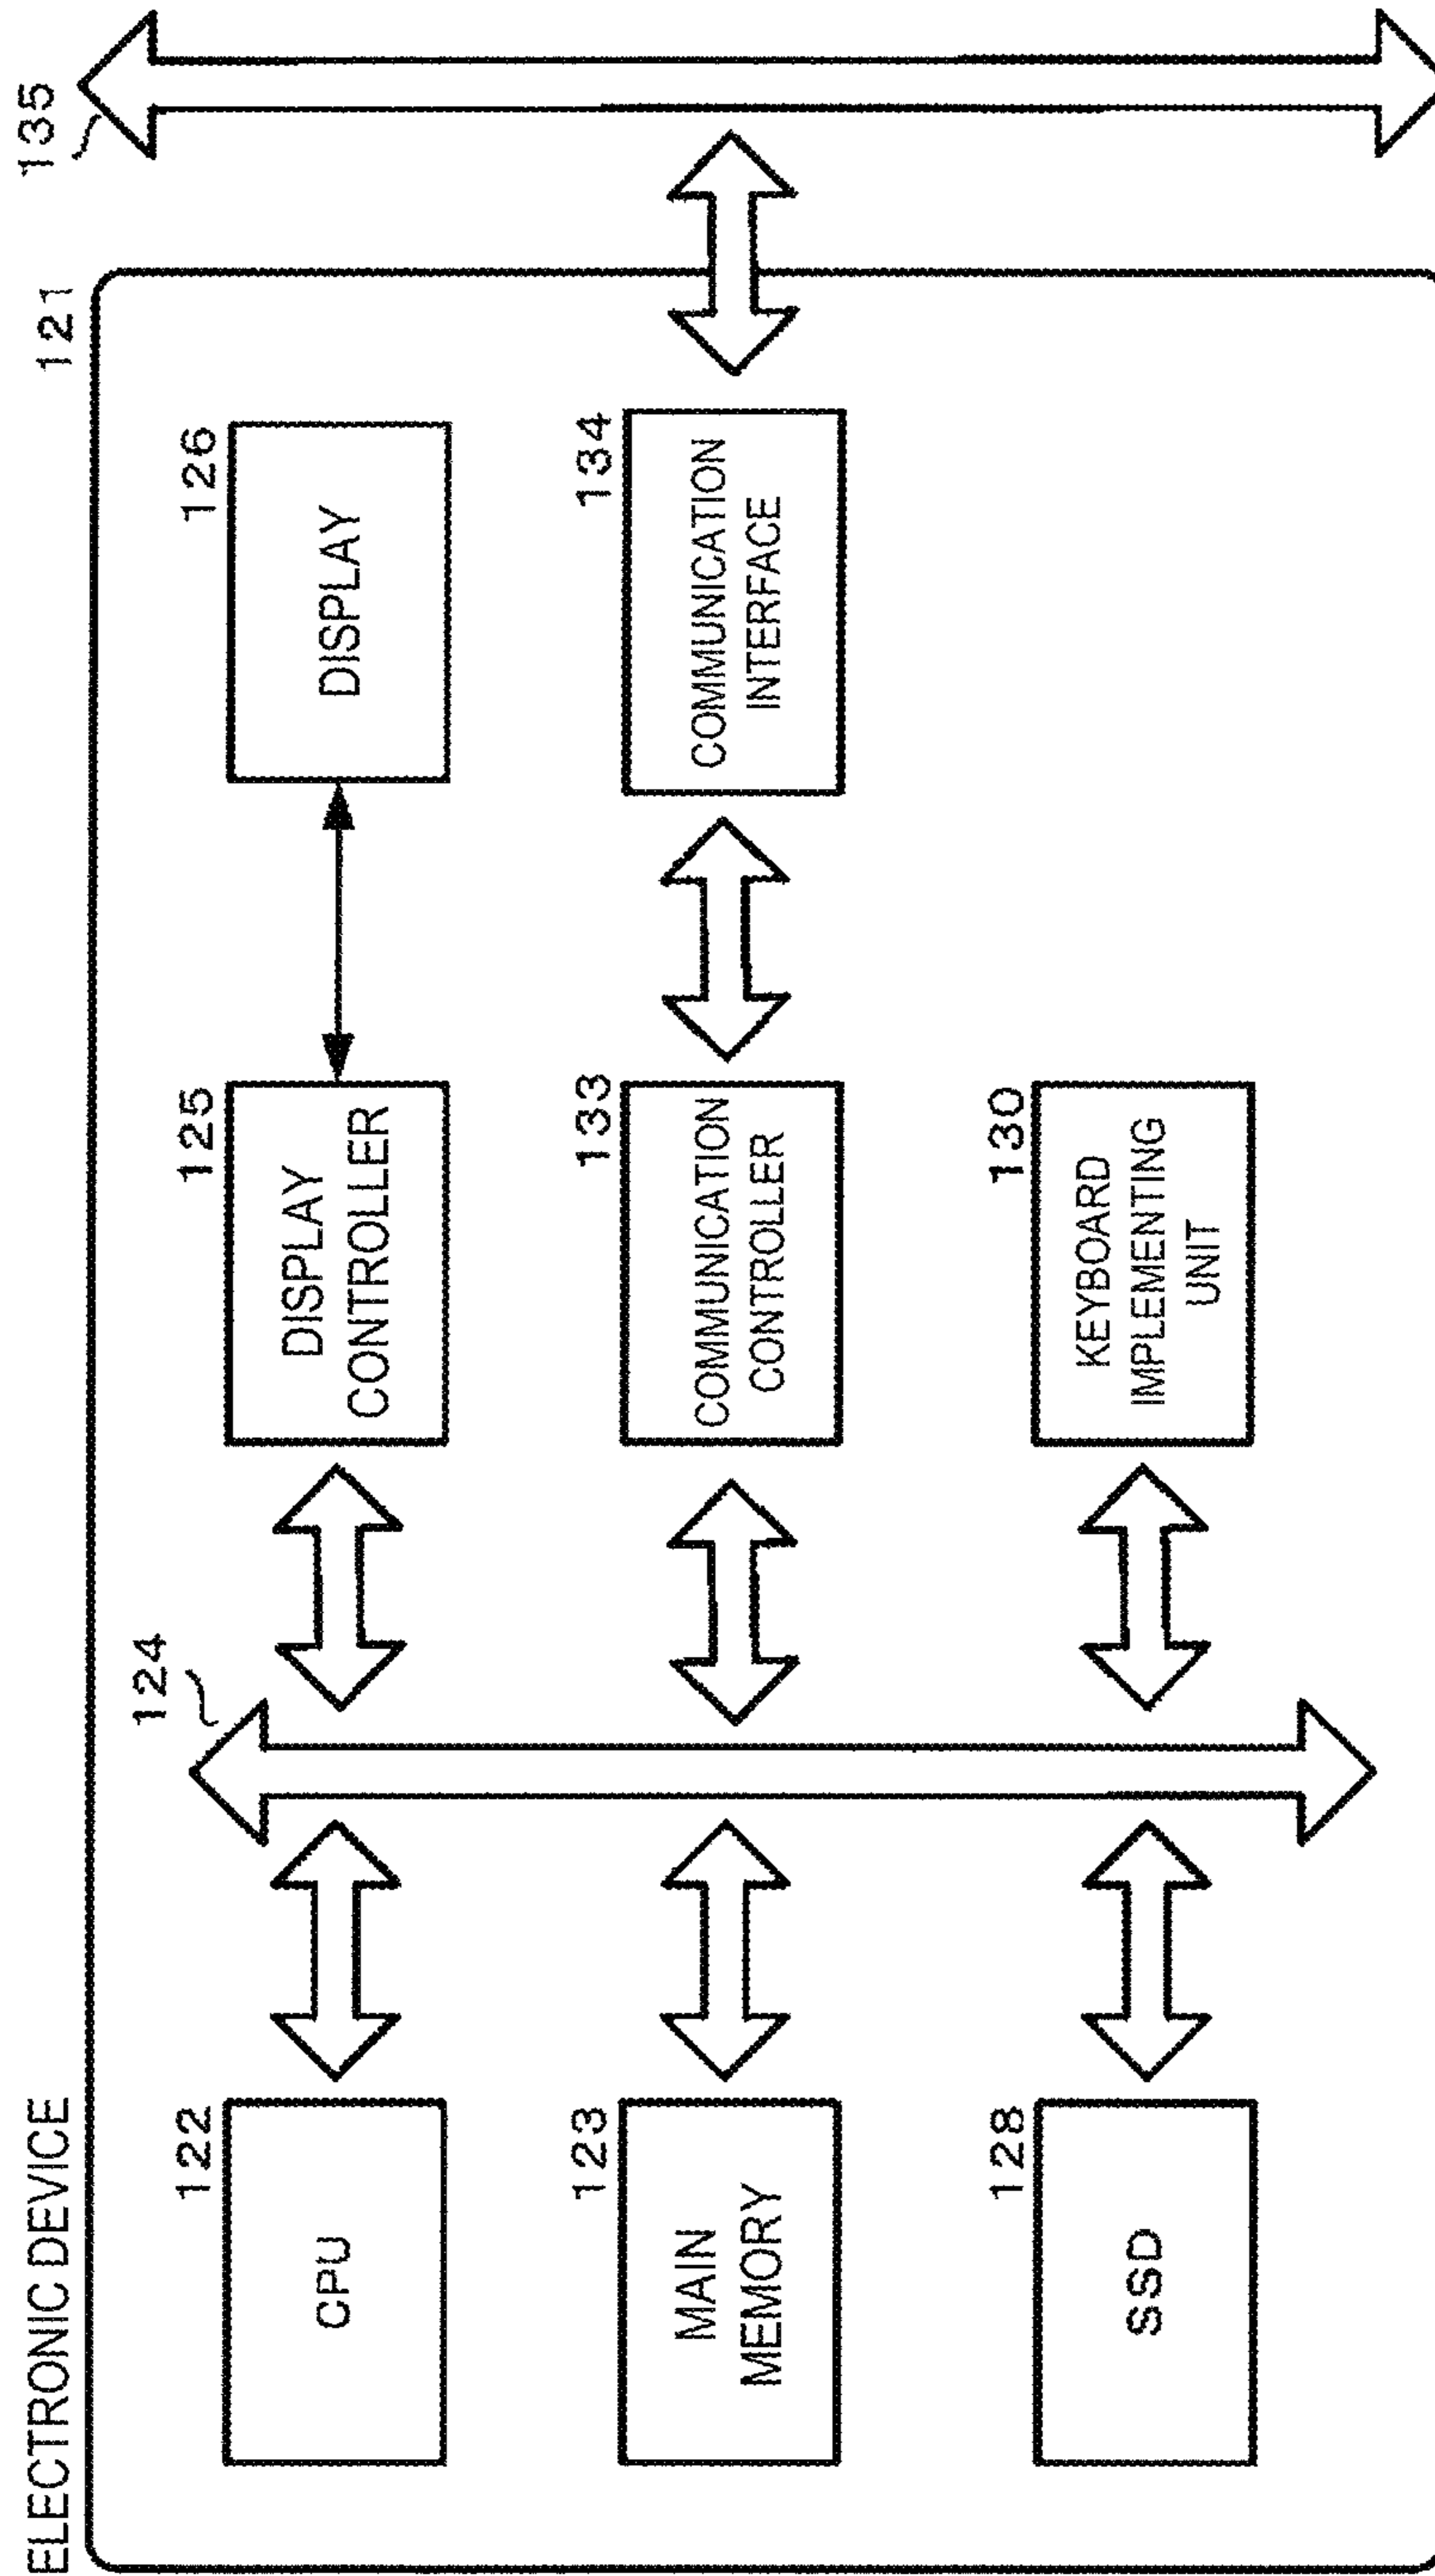 ELECTRONIC DEVICE
121
135
122
CPU
124
125
DISPLAY
CONTROLLER
126
DISPLAY
123
MAIN
MEMORY
133
COMMUNICATION
CONTROLLER
134
COMMUNICATION
INTERFACE
128
SSD
130
KEYBOARD
IMPLEMENTING
UNIT